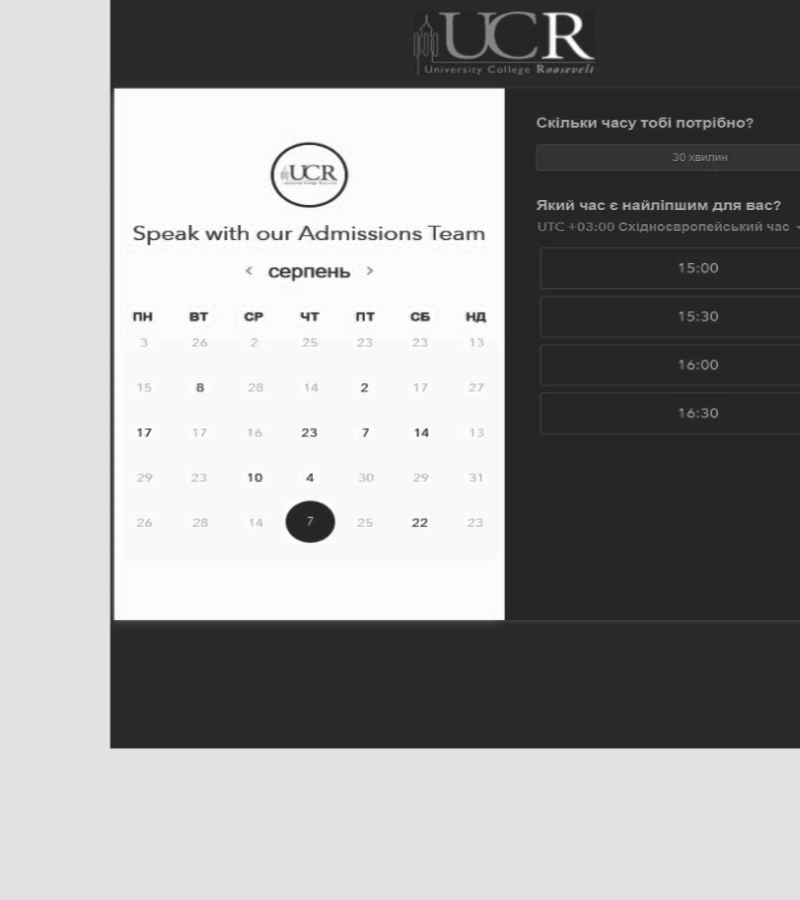 UCR
University College Roosevelt
UCR
Speak with our Admissions Team
< серпень >
ПН ВТ СР ЧТ ПТ СБ НД
3 26 2 25 23 23 13
15 8 28 14 2 17 27
17 17 16 23 7 14 13
29 23 10 4 30 29 31
26 28 14 7 25 22 23
Скільки часу тобі потрібно?
30 хвилин
Який час є найліпшим для вас?
UTC +03:00 Східноєвропейський час
15:00
15:30
16:00
16:30